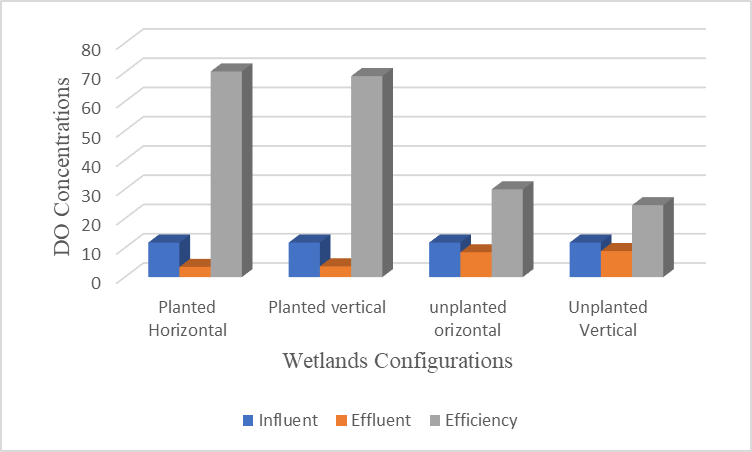 DO Concentrations
80
70
60
50
40
30
20
10
0
Planted Horizontal
Planted vertical
unplanted orizontal
Unplanted Vertical
Wetlands Configurations
Influent Effluent Efficiency